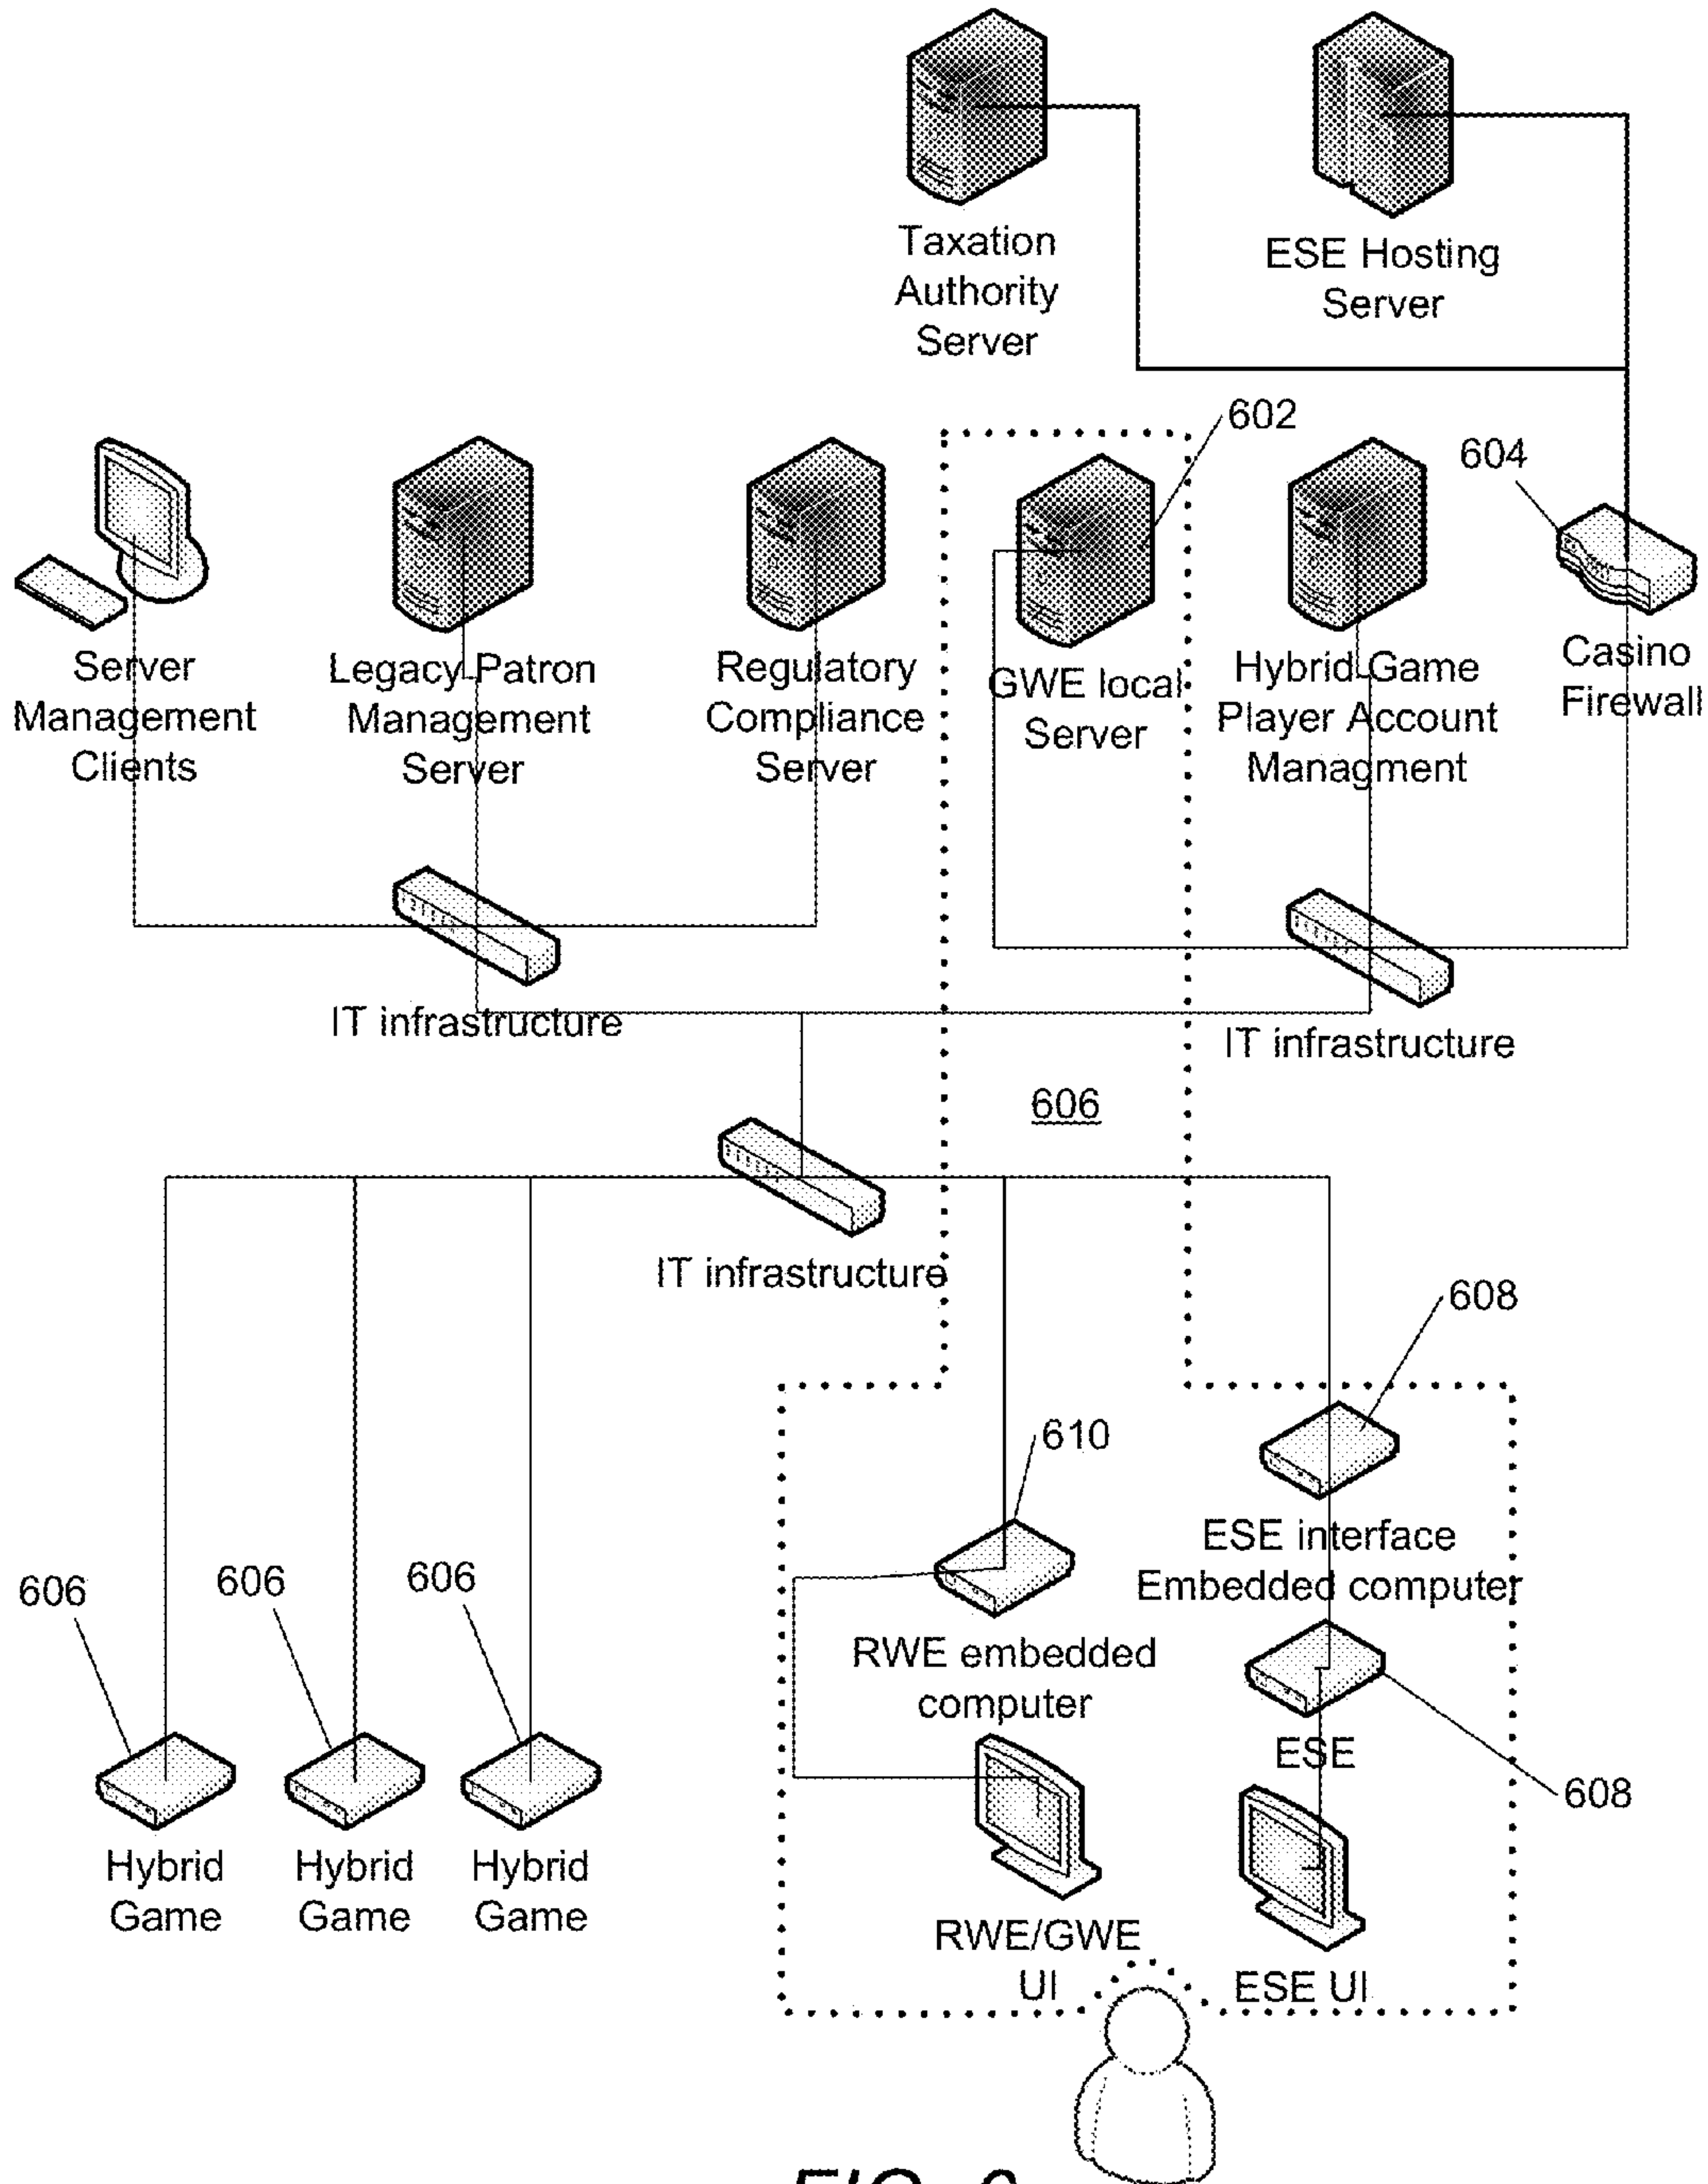 Taxation
Authority
Server
ESE Hosting
Server
602
604
Server
Management
Clients
Legacy Patron
Management
Server
Regulatory
Compliance
Server
GWE local
Server
Hybrid Game
Player Account
Managment
Casino
Firewall
IT infrastructure
IT infrastructure
606
IT infrastructure
608
610
ESE interface
Embedded computer
606
606
606
RWE embedded
computer
ESE
608
Hybrid
Game
Hybrid
Game
Hybrid
Game
RWE/GWE
UI
ESE UI